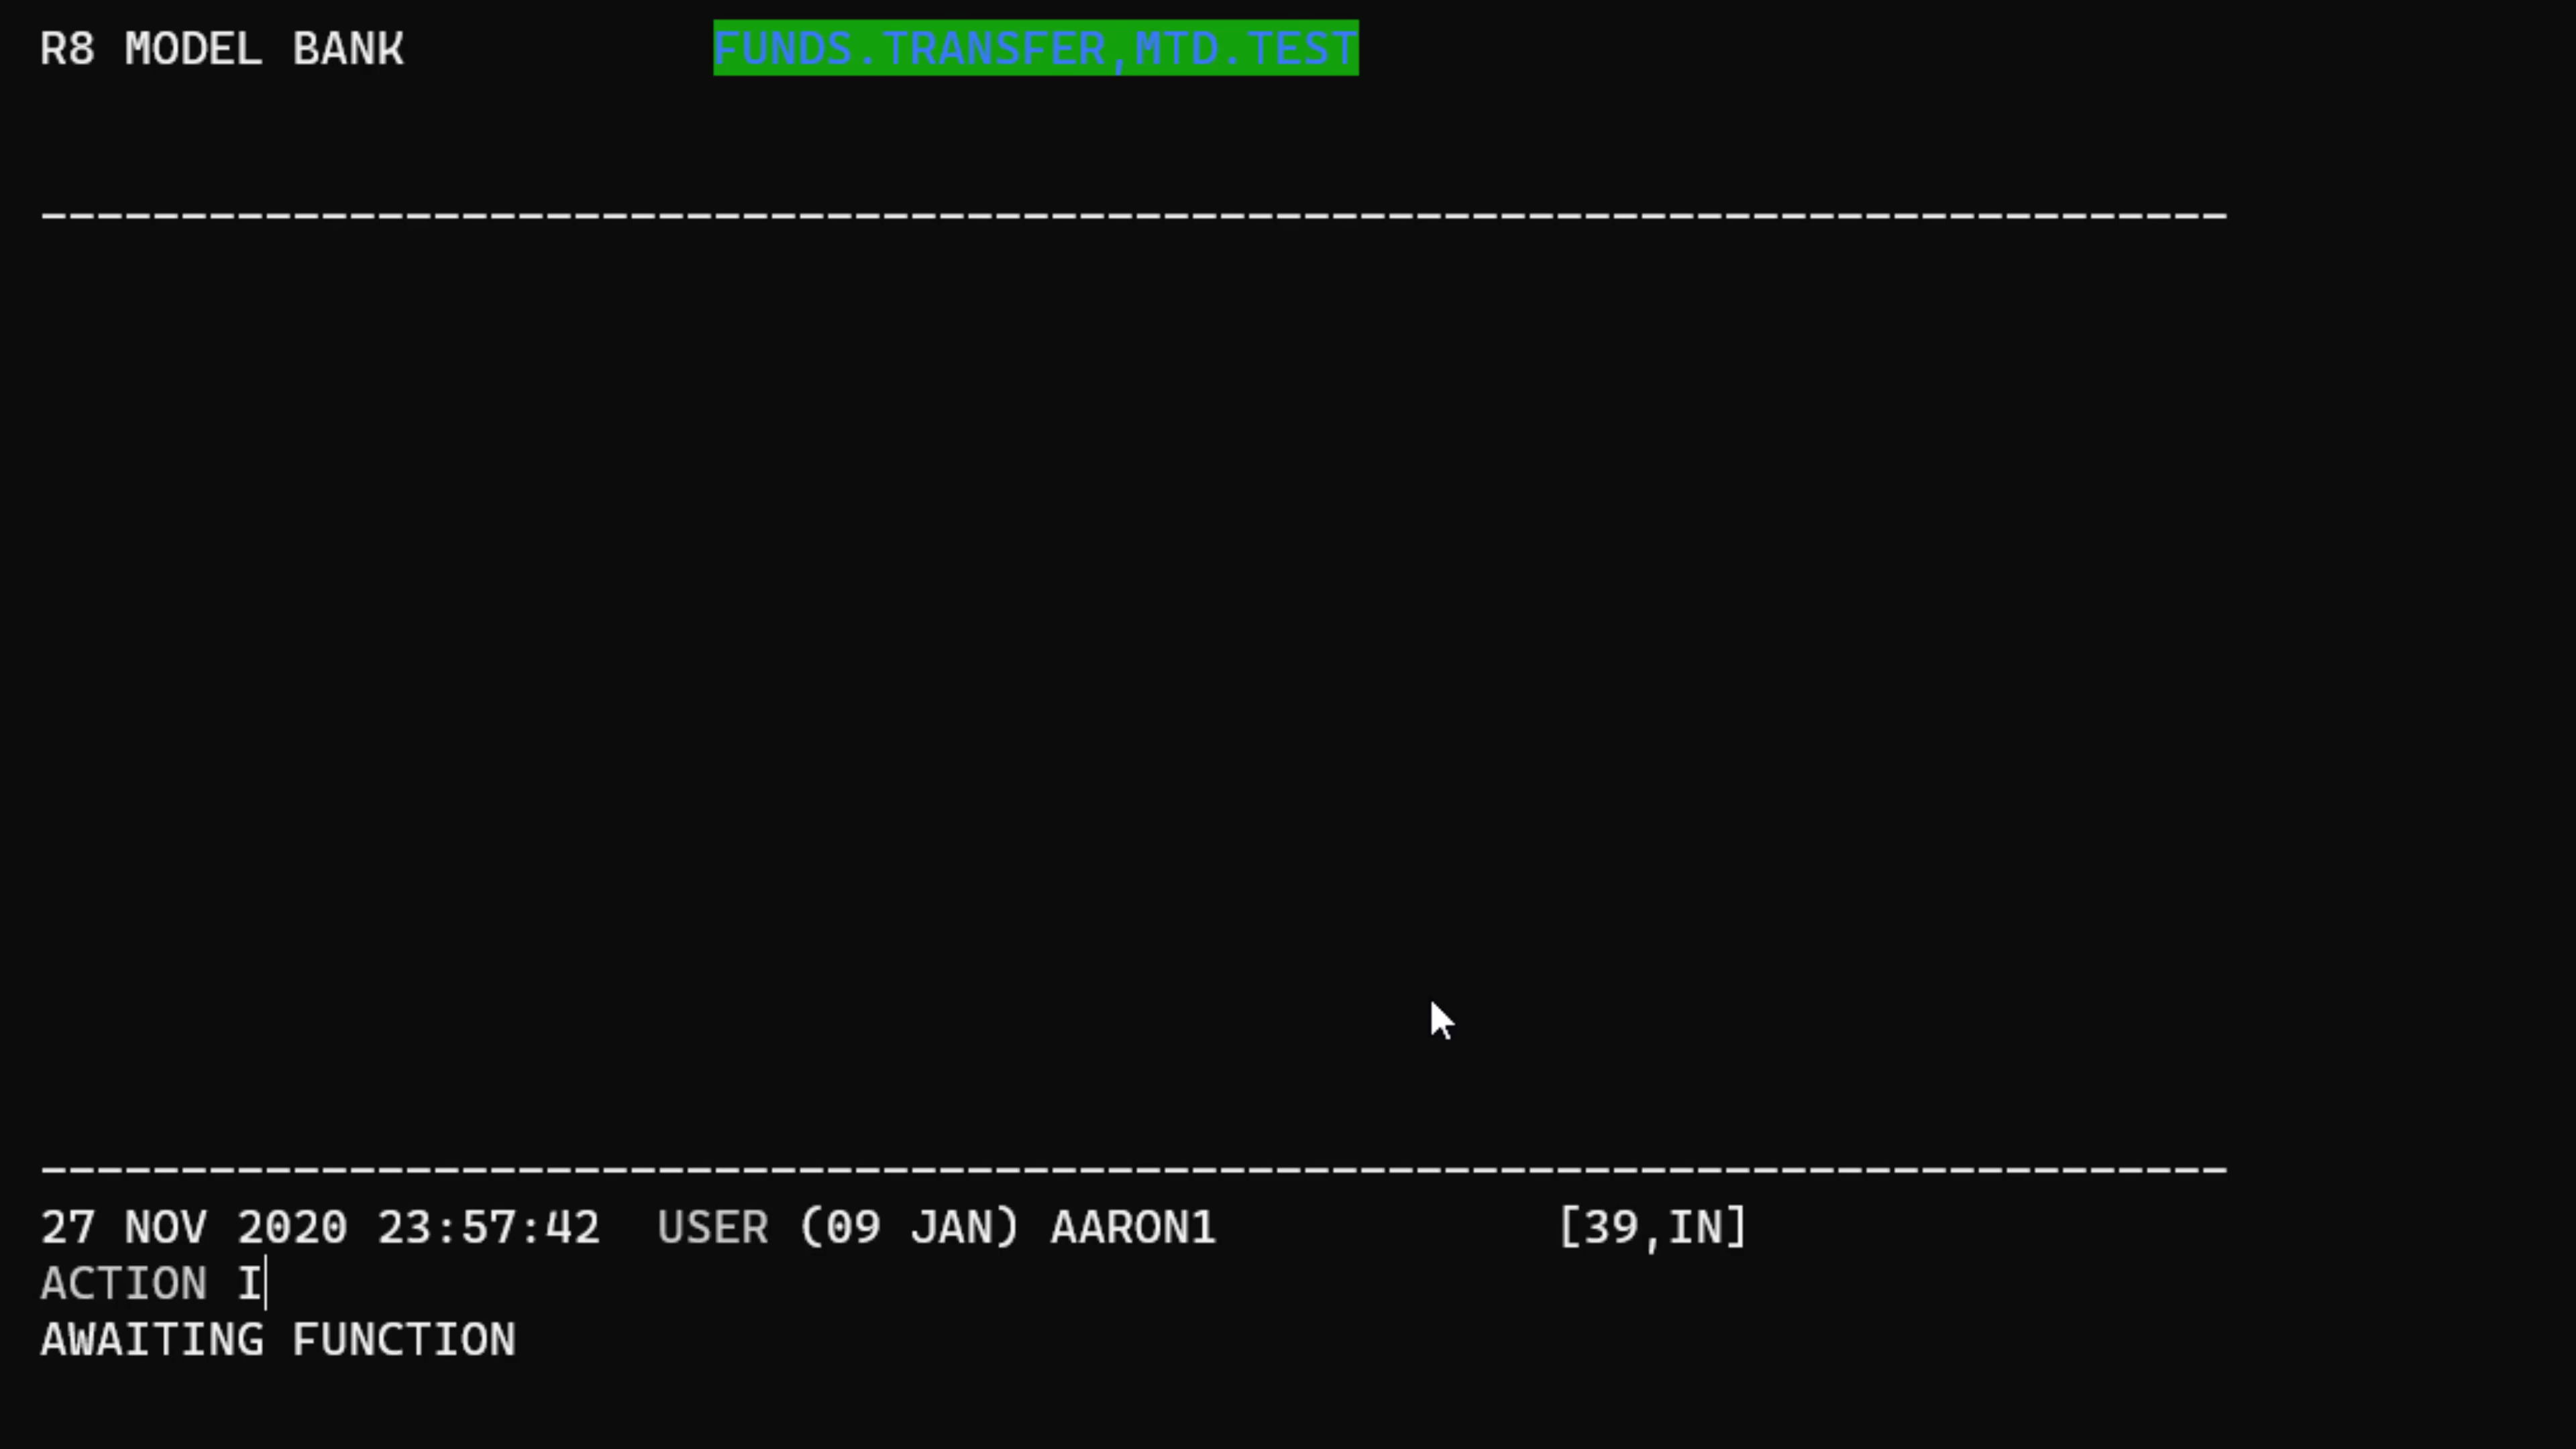 R8 MODEL BANK FUNDS.TRANSFER,MTD.TEST
------------------------------------------------------------------------------
------------------------------------------------------------------------------
27 NOV 2020 23:57:42 USER (09 JAN) AARON1 [39,IN]
ACTION I
AWAITING FUNCTION